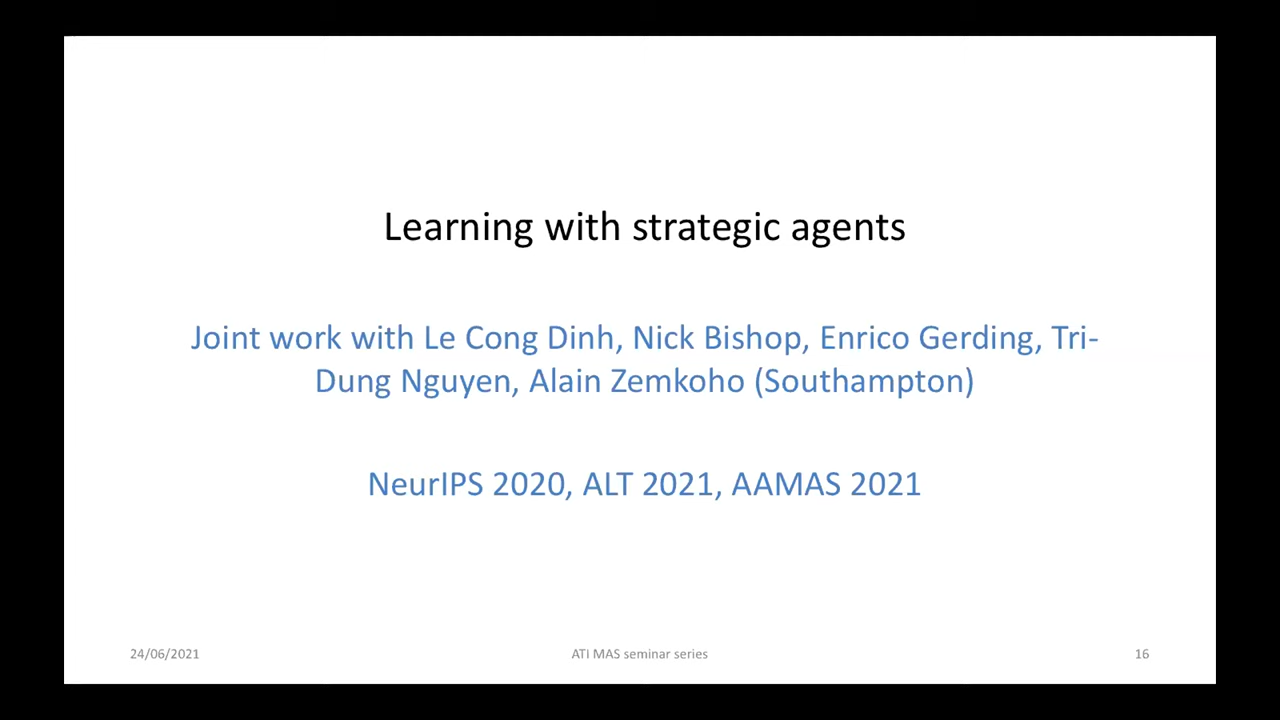 Learning with strategic agents
Joint work with Le Cong Dinh, Nick Bishop, Enrico Gerding, Tri-
Dung Nguyen, Alain Zemkoho (Southampton)
NeurIPS 2020, ALT 2021, AAMAS 2021
24/06/2021
ATI MAS seminar series
16